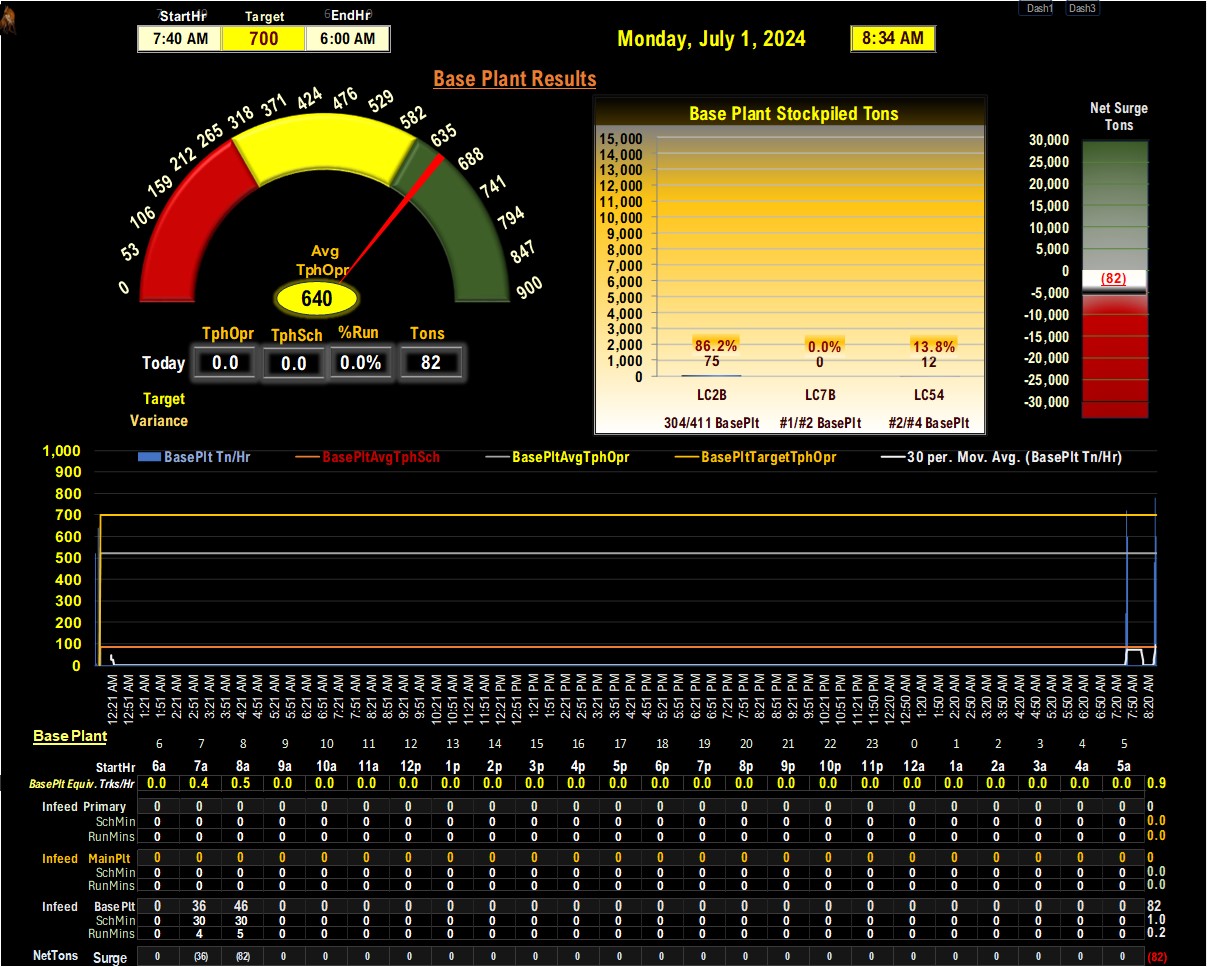 Dash1 Dash3
StartHr Target EndHr
7:40 AM 700 6:00 AM
Monday, July 1, 2024 8:34 AM
Base Plant Results
0 53 106 159 212 265 318 371 424 476 529 582 635 688 741 794 847 900
Avg
TphOpr
640
TphOpr TphSch %Run Tons
Today 0.0 0.0 0.0% 82
Target
Variance
Base Plant Stockpiled Tons
15,000
14,000
13,000
12,000
11,000
10,000
9,000
8,000
7,000
6,000
5,000
4,000
3,000
2,000
1,000
0
86.2% 0.0% 13.8%
75 0 12
LC2B LC7B LC54
304/411 BasePlt #1/#2 BasePlt #2/#4 BasePlt
Net Surge
Tons
30,000
25,000
20,000
15,000
10,000
5,000
0
-5,000
-10,000
-15,000
-20,000
-25,000
-30,000
(82)
BasePlt Tn/Hr BasePltAvgTphSch BasePltAvgTphOpr BasePltTargetTphOpr 30 per. Mov. Avg. (BasePlt Tn/Hr)
1,000
900
800
700
600
500
400
300
200
100
0
12:21 AM 12:51 AM 1:21 AM 1:51 AM 2:21 AM 2:51 AM 3:21 AM 3:51 AM 4:21 AM 4:51 AM 5:21 AM 5:51 AM 6:21 AM 6:51 AM 7:21 AM 7:51 AM 8:21 AM 8:51 AM 9:21 AM 9:51 AM 10:21 AM 10:51 AM 11:21 AM 11:51 AM 12:21 PM 12:51 PM 1:21 PM 1:51 PM 2:21 PM 2:51 PM 3:21 PM 3:51 PM 4:21 PM 4:51 PM 5:21 PM 5:51 PM 6:21 PM 6:51 PM 7:21 PM 7:51 PM 8:21 PM 8:51 PM 9:21 PM 9:51 PM 10:21 PM 10:51 PM 11:21 PM 11:50 PM 12:20 AM 12:50 AM 1:20 AM 1:50 AM 2:20 AM 2:50 AM 3:20 AM 3:50 AM 4:20 AM 4:50 AM 5:20 AM 5:50 AM 6:20 AM 6:50 AM 7:20 AM 7:50 AM 8:20 AM
Base Plant
6 7 8 9 10 11 12 13 14 15 16 17 18 19 20 21 22 23 0 1 2 3 4 5
StartHr 6a 7a 8a 9a 10a 11a 12p 1p 2p 3p 4p 5p 6p 7p 8p 9p 10p 11p 12a 1a 2a 3a 4a 5a
BasePlt Equiv. Trks/Hr 0.0 0.4 0.5 0.0 0.0 0.0 0.0 0.0 0.0 0.0 0.0 0.0 0.0 0.0 0.0 0.0 0.0 0.0 0.0 0.0 0.0 0.0 0.0 0.0 0.9
Infeed Primary 0 0 0 0 0 0 0 0 0 0 0 0 0 0 0 0 0 0 0 0 0 0 0 0 0
SchMin 0 0 0 0 0 0 0 0 0 0 0 0 0 0 0 0 0 0 0 0 0 0 0 0 0.0
RunMins 0 0 0 0 0 0 0 0 0 0 0 0 0 0 0 0 0 0 0 0 0 0 0 0 0.0
Infeed MainPlt 0 0 0 0 0 0 0 0 0 0 0 0 0 0 0 0 0 0 0 0 0 0 0 0 0
SchMin 0 0 0 0 0 0 0 0 0 0 0 0 0 0 0 0 0 0 0 0 0 0 0 0 0.0
RunMins 0 0 0 0 0 0 0 0 0 0 0 0 0 0 0 0 0 0 0 0 0 0 0 0 0.0
Infeed BasePlt 0 36 46 0 0 0 0 0 0 0 0 0 0 0 0 0 0 0 0 0 0 0 0 0 82
SchMin 0 30 30 0 0 0 0 0 0 0 0 0 0 0 0 0 0 0 0 0 0 0 0 0 1.0
RunMins 0 4 5 0 0 0 0 0 0 0 0 0 0 0 0 0 0 0 0 0 0 0 0 0 0.2
NetTons Surge 0 (36) (82) 0 0 0 0 0 0 0 0 0 0 0 0 0 0 0 0 0 0 0 0 0 (82)